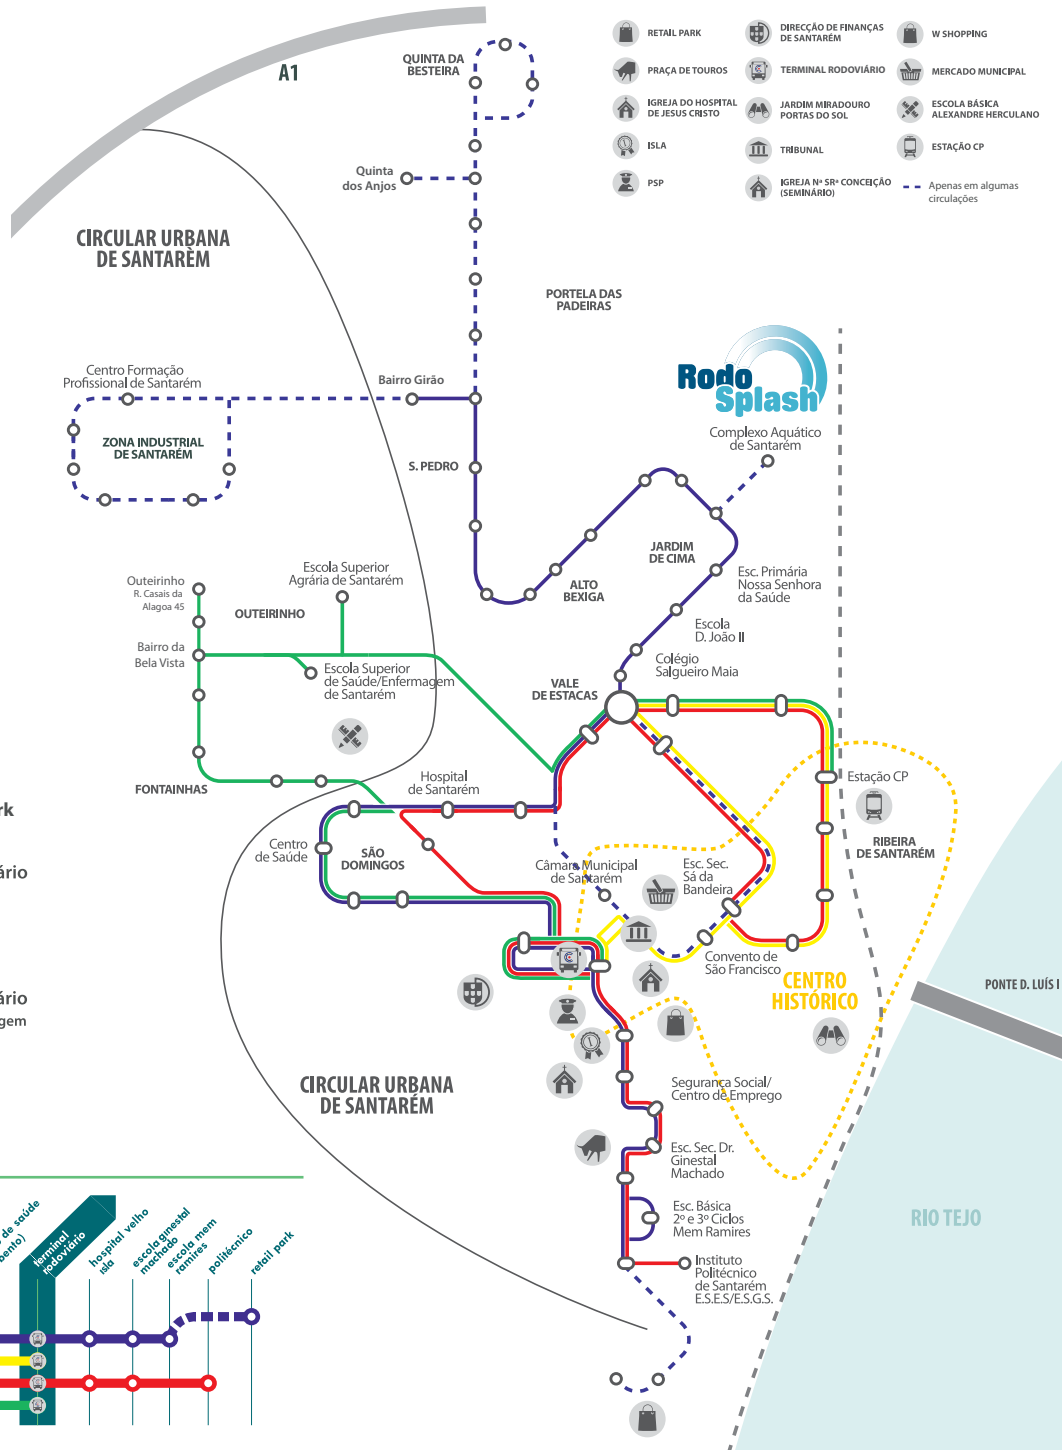 RETAIL PARK
PRAÇA DE TOUROS
IGREJA DO HOSPITAL
DE JESUS CRISTO
ISLA
PSP
DIRECÇÃO DE FINANÇAS
DE SANTARÉM
TERMINAL RODOVIÁRIO
JARDIM MIRADOURO
PORTAS DO SOL
TRIBUNAL
IGREJA Nª SRª CONCEIÇÃO
(SEMINÁRIO)
W SHOPPING
MERCADO MUNICIPAL
ESCOLA BÁSICA
ALEXANDRE HERCULANO
ESTAÇÃO CP
Apenas em algumas
circulações
A1
QUINTA DA
BESTEIRA
Quinta
dos Anjos
CIRCULAR URBANA
DE SANTARÈM
PORTELA DAS
PADEIRAS
Centro Formação
Profissional de Santarém
Bairro Girão
Rodo
Splash
ZONA INDUSTRIAL
DE SANTARÉM
S. PEDRO
Complexo Aquático
de Santarém
JARDIM
DE CIMA
ALTO
BEXIGA
Esc. Primária
Nossa Senhora
da Saúde
Escola
D. João II
Colégio
Salgueiro Maia
Outeirinho
R. Casais da
Alagoa 45
OUTEIRINHO
Escola Superior
Agrária de Santarém
Bairro da
Bela Vista
Escola Superior
de Saúde/Enfermagem
de Santarém
VALE
DE ESTACAS
FONTAINHAS
Hospital
de Santarém
Estação CP
RIBEIRA
DE SANTARÉM
Centro
de Saúde
SÃO
DOMINGOS
Câmara Municipal
de Santarém
Esc. Sec.
Sá da
Bandeira
Convento de
São Francisco
CENTRO
HISTÓRICO
PONTE D. LUÍS I
rk
ário
ário
gem
CIRCULAR URBANA
DE SANTARÉM
Segurança Social/
Centro de Emprego
Esc. Sec. Dr.
Ginestal
Machado
Esc. Básica
2º e 3º Ciclos
Mem Ramires
Instituto
Politécnico
de Santarém
E.S.E.S/E.S.G.S.
RIO TEJO
o de saúde
bento)
terminal
rodoviário
hospital velho
isla
escola ginestal
machado
escola mem
ramires
politécnico
retail park